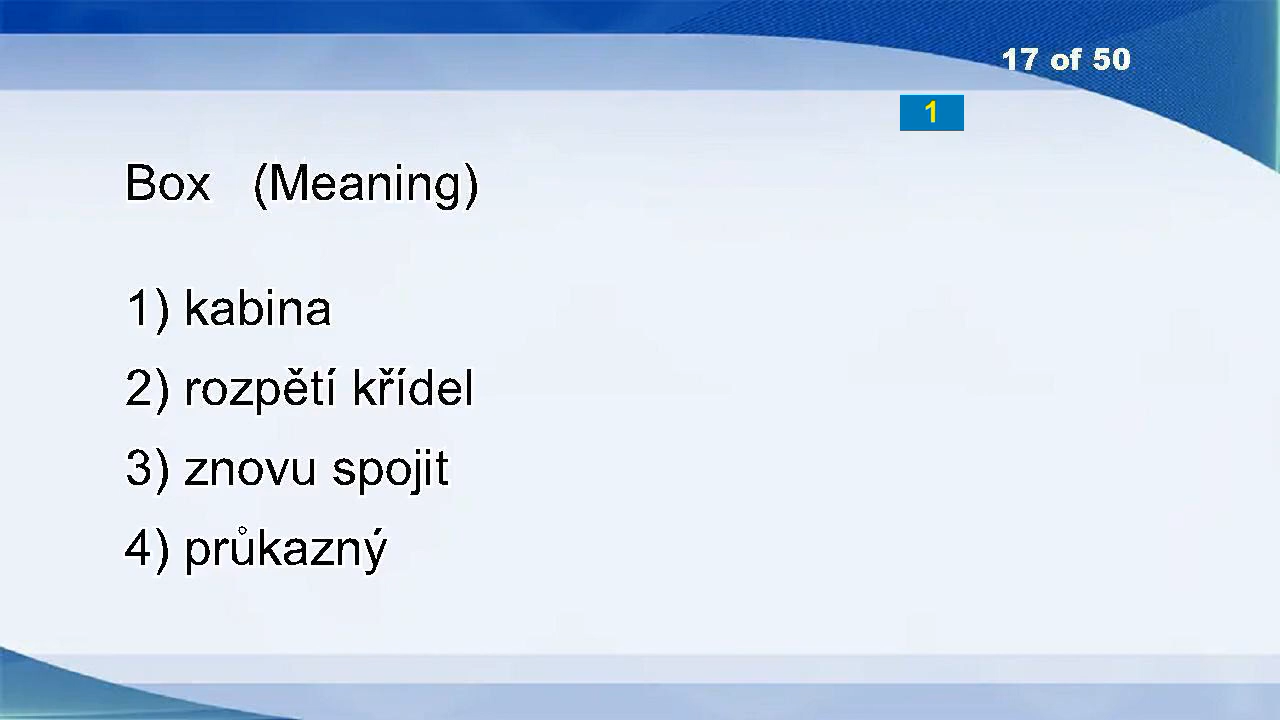 17 of 50
1
Box (Meaning)
1) kabina
2) rozpětí křídel
3) znovu spojit
4) průkazný